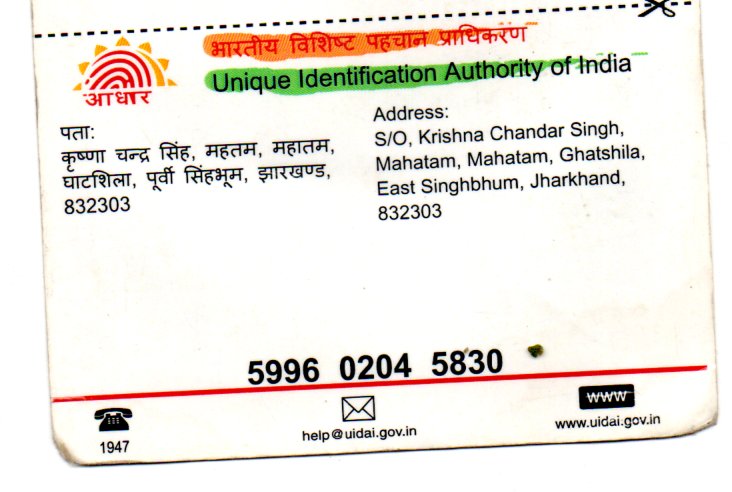 भारतीय विशिष्ट पहचान प्राधिकरण
Unique Identification Authority of India
आधार
पता:
कृष्णा चन्द्र सिंह, महतम, महातम,
घाटशिला, पूर्वी सिंहभूम, झारखण्ड,
832303
Address:
S/O, Krishna Chandar Singh,
Mahatam, Mahatam, Ghatshila,
East Singhbhum, Jharkhand,
832303
5996 0204 5830
1947
help@uidai.gov.in
www
www.uidai.gov.in